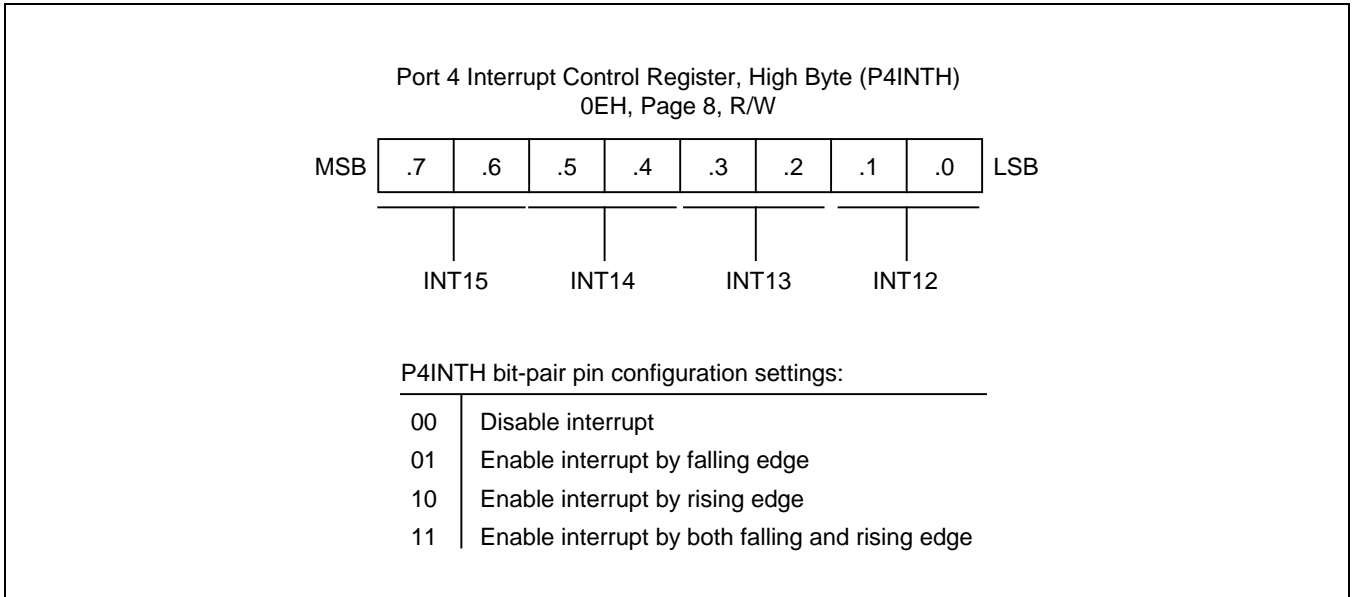 Port 4 Interrupt Control Register, High Byte (P4INTH)
0EH, Page 8, R/W
MSB .7 .6 .5 .4 .3 .2 .1 .0 LSB
INT15 INT14 INT13 INT12
P4INTH bit-pair pin configuration settings:
00 Disable interrupt
01 Enable interrupt by falling edge
10 Enable interrupt by rising edge
11 Enable interrupt by both falling and rising edge